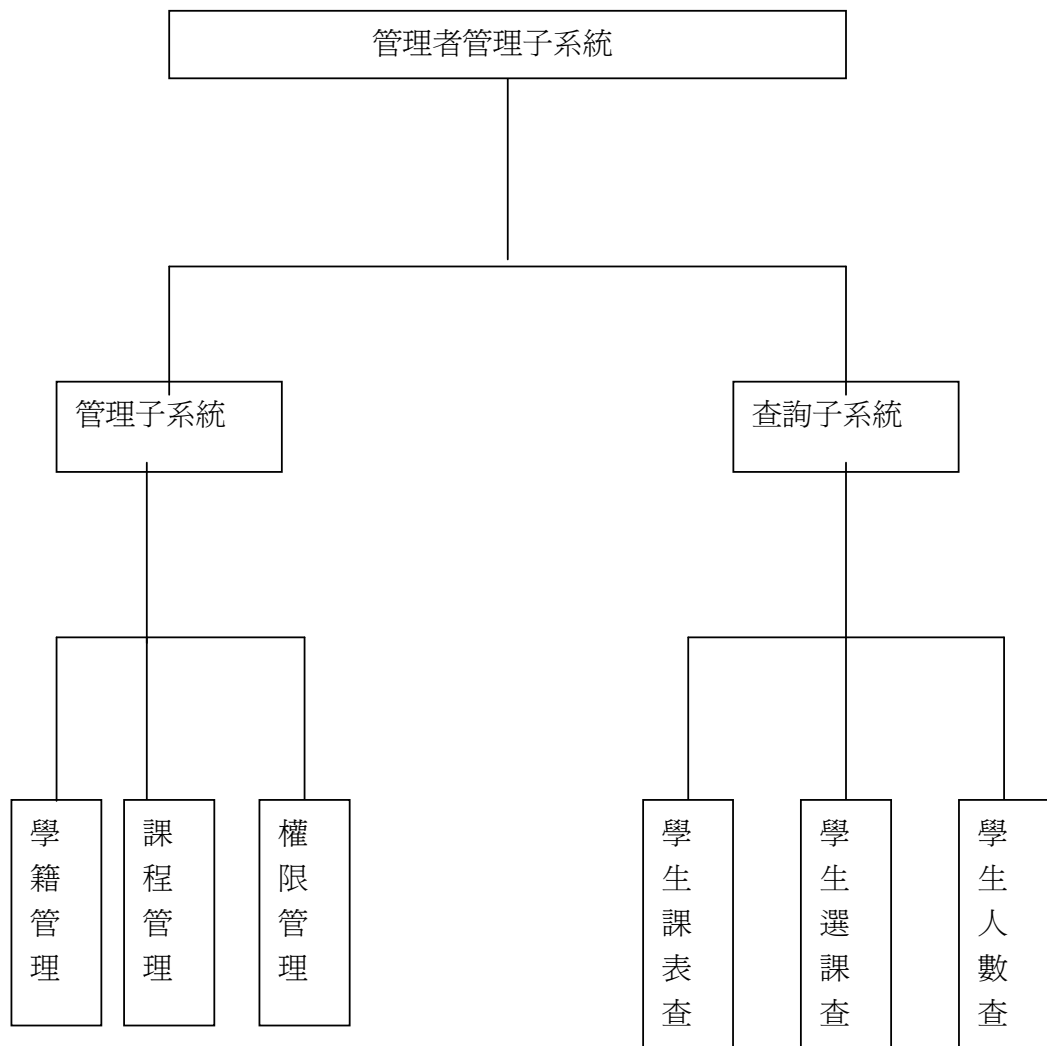 管理者管理子系統
管理子系統
查詢子系統
學籍管理
課程管理
權限管理
學生課表查
學生選課查
學生人數查